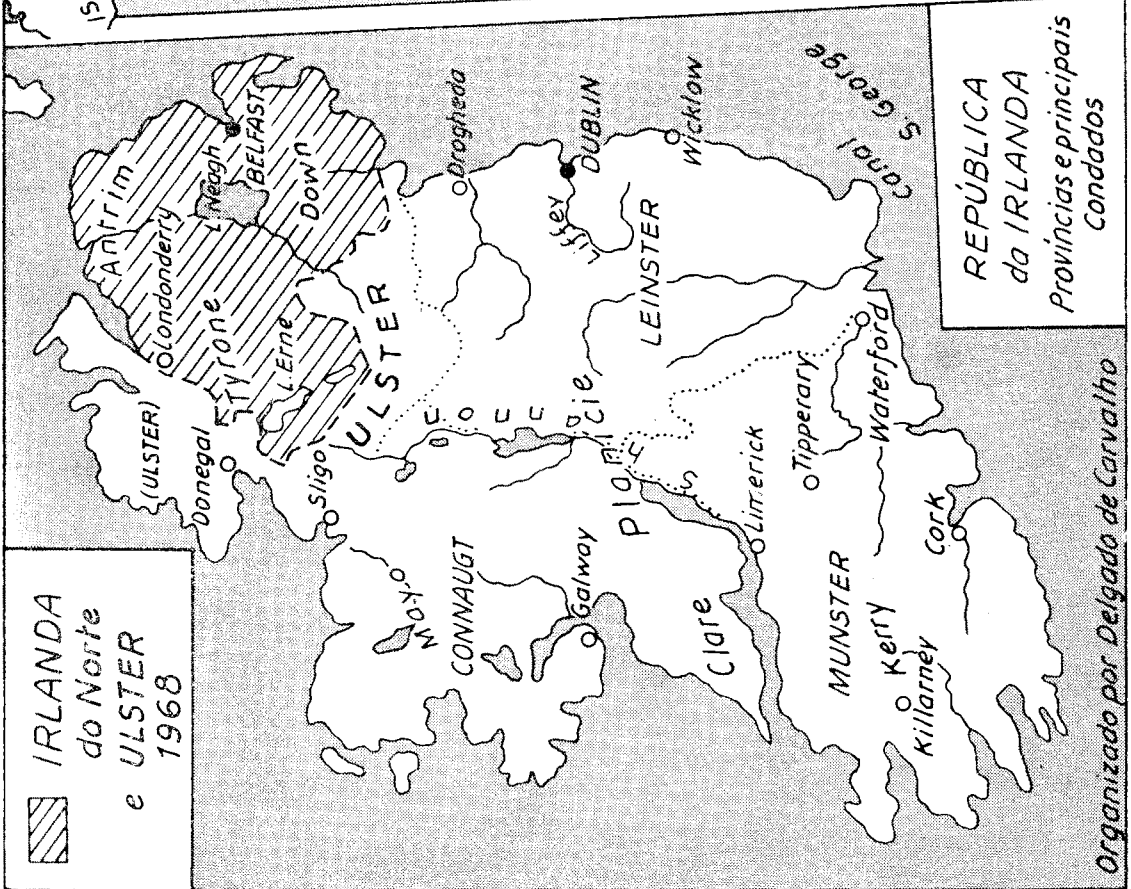 IRLANDA
do Norte
e ULSTER
1968
(ULSTER)
Donegal
Antrim
Londonderry
Tyrone
L. Neagh
BELFAST
Down
L. Erne
ULSTER
Sligo
Mayo
CONNAUGT
Galway
Planície
Drogheda
Liffey
DUBLIN
Wicklow
LEINSTER
Clare
Limerick
Tipperary
Waterford
MUNSTER
Kerry
Killarney
Cork
Canal S. George
REPÚBLICA
da IRLANDA
Províncias e principais
Condados
Organizado por Delgado de Carvalho